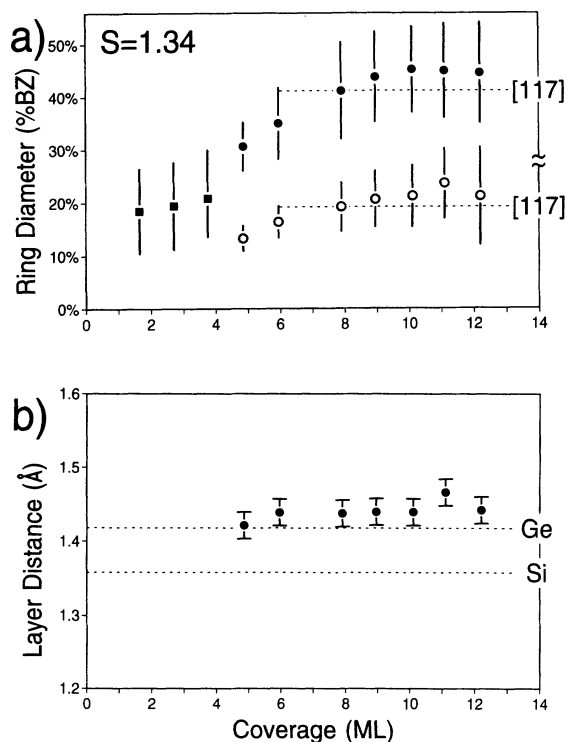 a)
S=1.34
Ring Diameter (%BZ)
50%
40%
30%
20%
10%
0%
[117]
≈
[117]
0 2 4 6 8 10 12 14
b)
Layer Distance (Å)
1.6
1.5
1.4
1.3
1.2
Ge
Si
0 2 4 6 8 10 12 14
Coverage (ML)